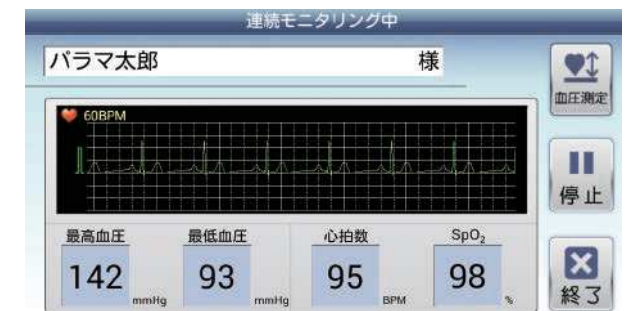 連続モニタリング中
パラマ太郎 様
血圧測定
60BPM
停止
最高血圧 最低血圧 心拍数 SpO₂
142 mmHg 93 mmHg 95 BPM 98 %
終了